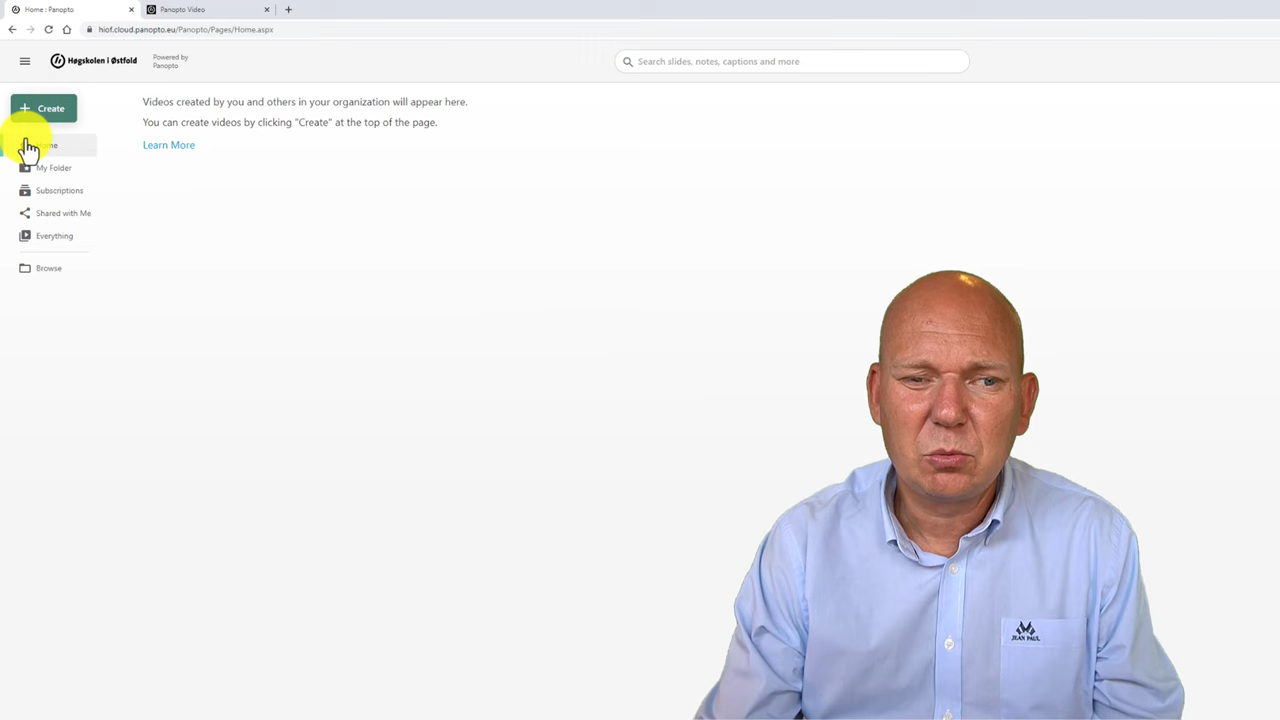 Home : Panopto
Panopto Video
hiof.cloud.panopto.eu/Panopto/Pages/Home.aspx
Høgskolen i Østfold
Powered by
Panopto
Search slides, notes, captions and more
Create
Videos created by you and others in your organization will appear here.
You can create videos by clicking "Create" at the top of the page.
Learn More
My Folder
Subscriptions
Shared with Me
Everything
Browse
JEAN PAUL